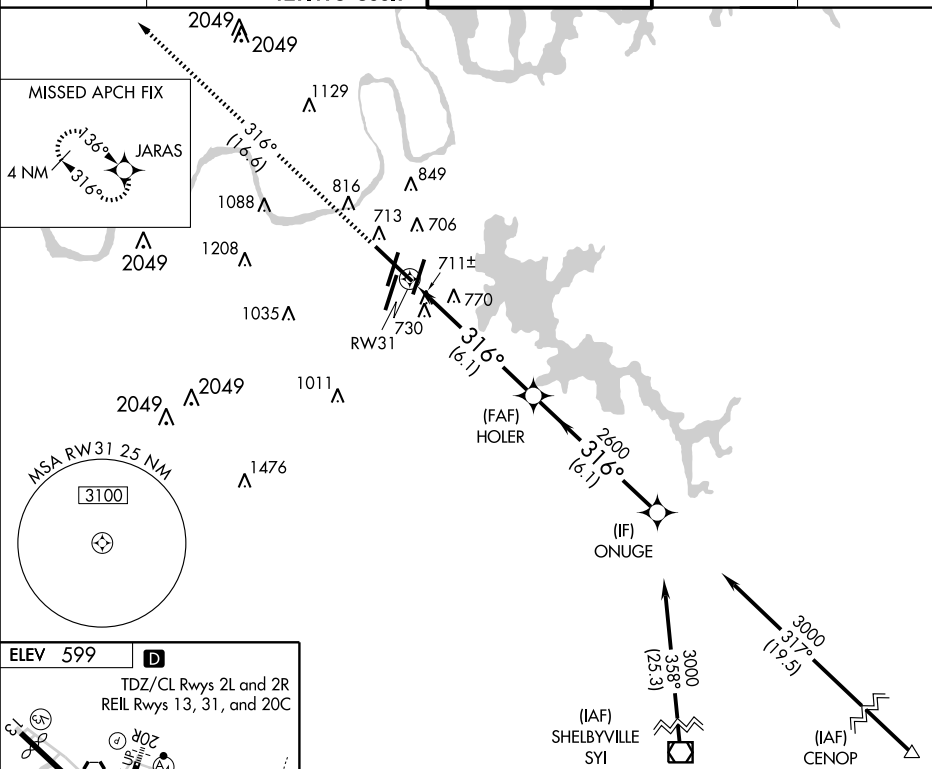 2049
2049
1129
MISSED APCH FIX
136°
JARAS
4 NM
316°
316°
(16.6)
849
816
1088
713
706
2049
1208
711±
770
1035
730
RW31
316°
(6.1)
2049
2049
1011
(FAF)
HOLER
2600
316°
(6.1)
MSA RW31 25 NM
3100
1476
(IF)
ONUGE
3000
317°
(19.5)
3000
358°
(25.3)
ELEV 599
D
TDZ/CL Rwys 2L and 2R
REIL Rwys 13, 31, and 20C
(IAF)
SHELBYVILLE
SYI
(IAF)
CENOP
13
V5
P
20R